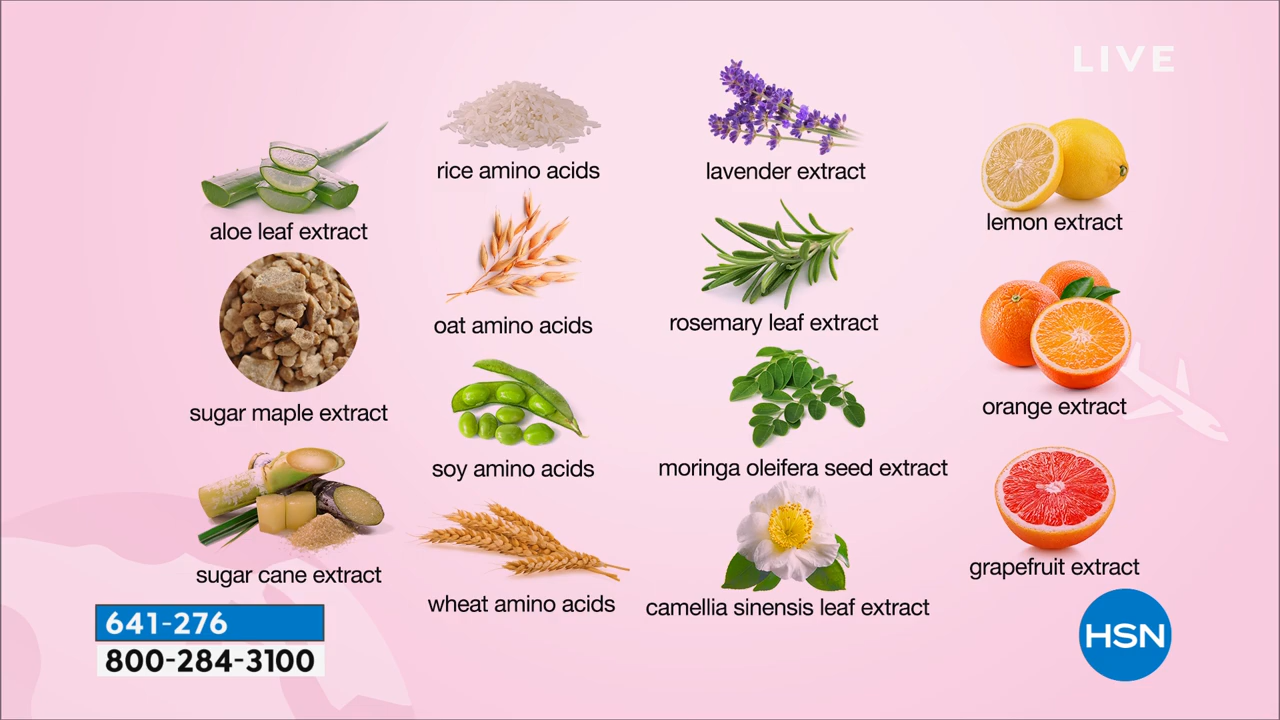 LIVE
aloe leaf extract
sugar maple extract
sugar cane extract
rice amino acids
oat amino acids
soy amino acids
wheat amino acids
lavender extract
rosemary leaf extract
moringa oleifera seed extract
camellia sinensis leaf extract
lemon extract
orange extract
grapefruit extract
641-276
800-284-3100
HSN